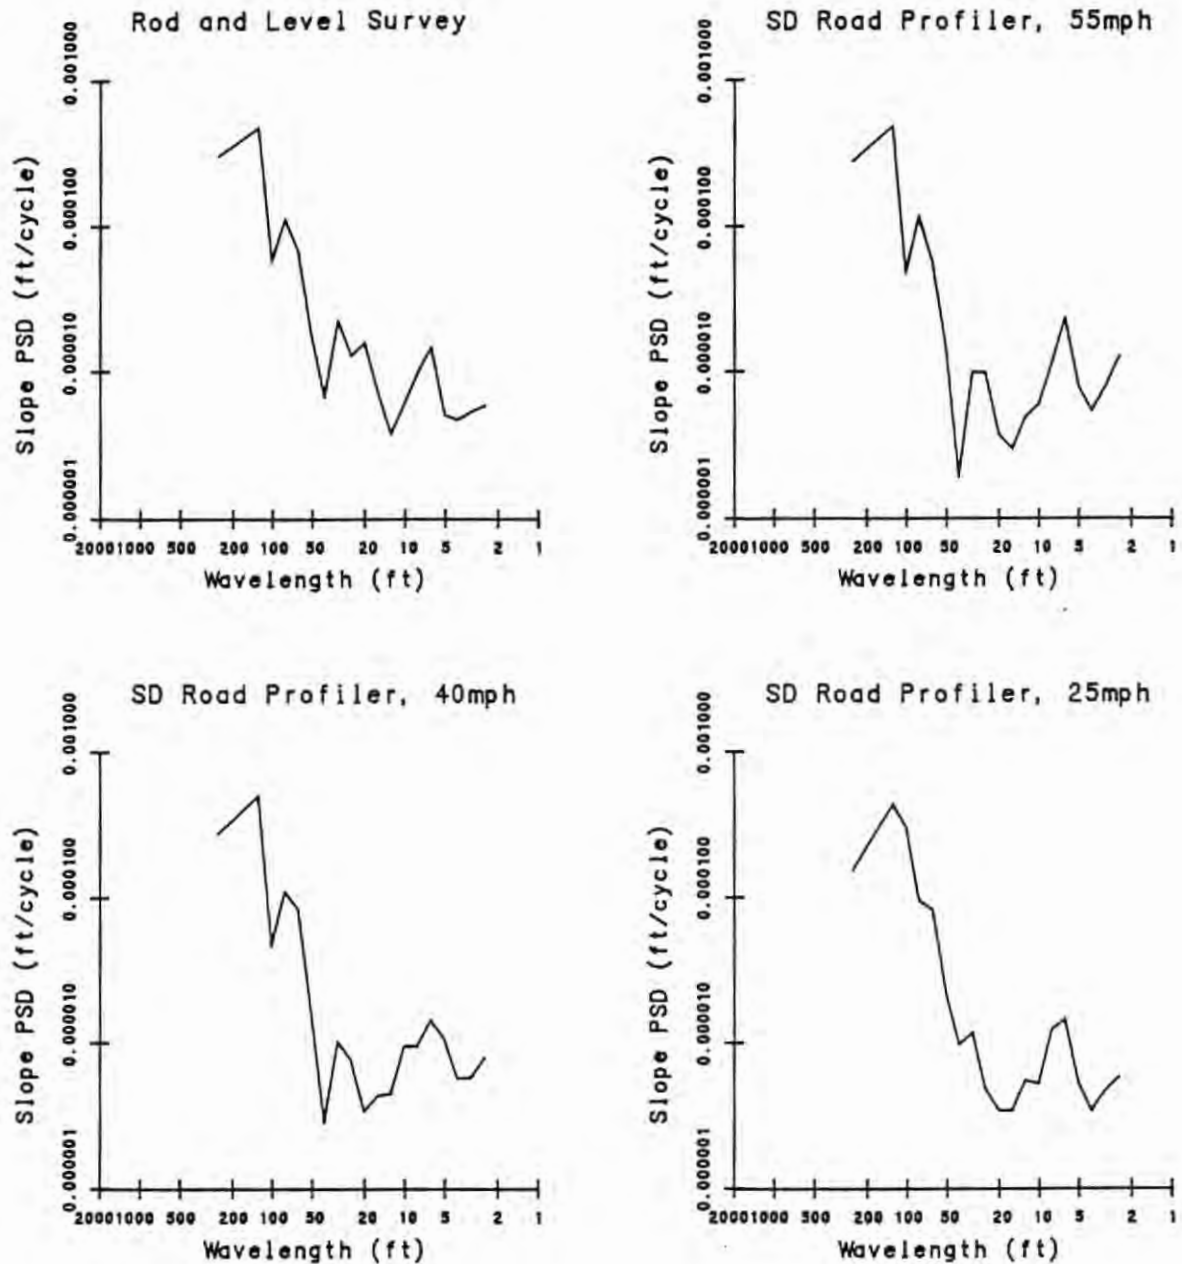 Rod and Level Survey
0.001000
0.000100
0.000010
0.000001
Slope PSD (ft/cycle)
2000 1000 500 200 100 50 20 10 5 2 1
Wavelength (ft)
SD Road Profiler, 55mph
0.001000
0.000100
0.000010
0.000001
Slope PSD (ft/cycle)
2000 1000 500 200 100 50 20 10 5 2 1
Wavelength (ft)
SD Road Profiler, 40mph
0.001000
0.000100
0.000010
0.000001
Slope PSD (ft/cycle)
2000 1000 500 200 100 50 20 10 5 2 1
Wavelength (ft)
SD Road Profiler, 25mph
0.001000
0.000100
0.000010
0.000001
Slope PSD (ft/cycle)
2000 1000 500 200 100 50 20 10 5 2 1
Wavelength (ft)